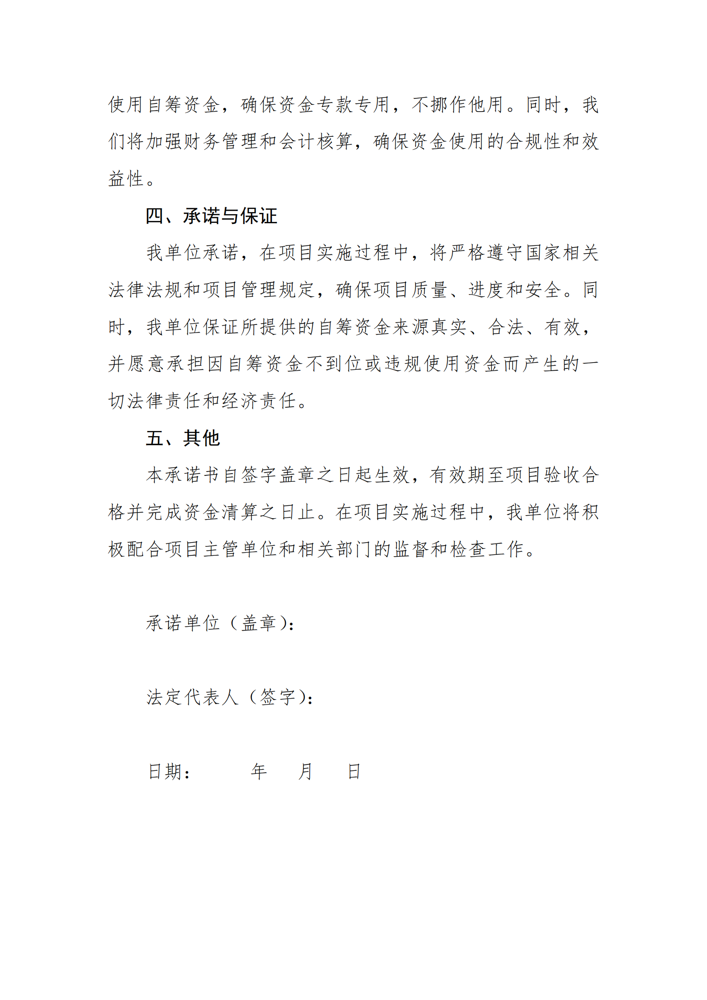 使用自筹资金，确保资金专款专用，不挪作他用。同时，我
们将加强财务管理和会计核算，确保资金使用的合规性和效
益性。
四、承诺与保证
我单位承诺，在项目实施过程中，将严格遵守国家相关
法律法规和项目管理规定，确保项目质量、进度和安全。同
时，我单位保证所提供的自筹资金来源真实、合法、有效，
并愿意承担因自筹资金不到位或违规使用资金而产生的一
切法律责任和经济责任。
五、其他
本承诺书自签字盖章之日起生效，有效期至项目验收合
格并完成资金清算之日止。在项目实施过程中，我单位将积
极配合项目主管单位和相关部门的监督和检查工作。
承诺单位（盖章）：
法定代表人（签字）：
日期：　　　年　　月　　日